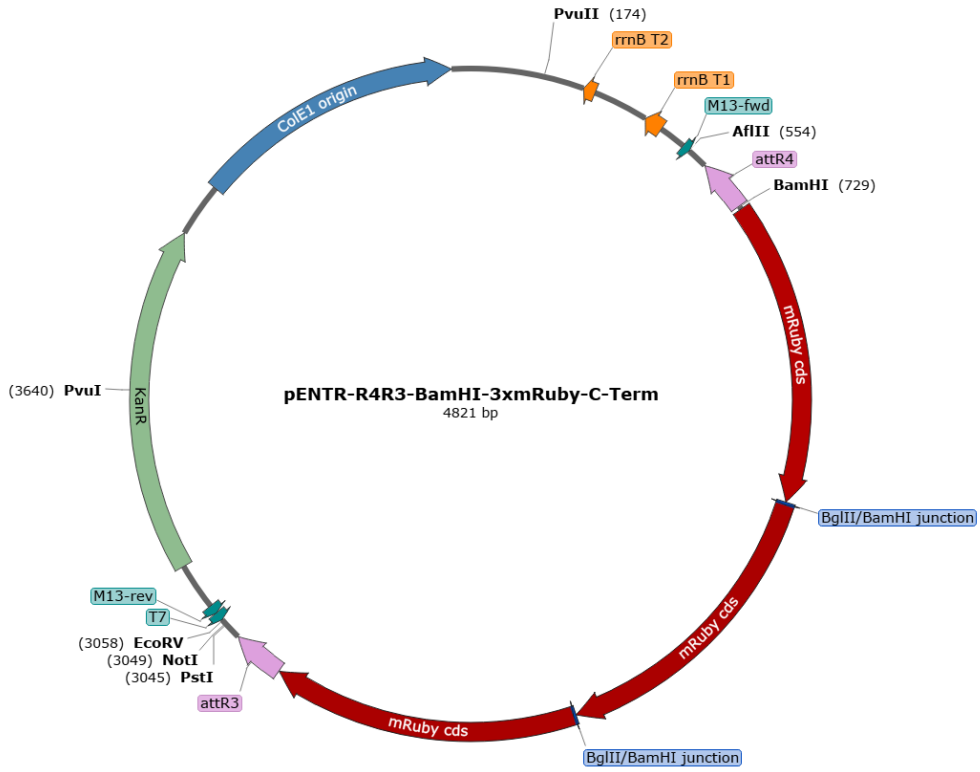 PvuII (174)
rrnB T2
rrnB T1
M13-fwd
AflII (554)
attR4
BamHI (729)
mRuby cds
BglII/BamHI junction
mRuby cds
BglII/BamHI junction
mRuby cds
attR3
(3045) PstI
(3049) NotI
(3058) EcoRV
T7
M13-rev
KanR
(3640) PvuI
ColE1 origin
pENTR-R4R3-BamHI-3xmRuby-C-Term
4821 bp